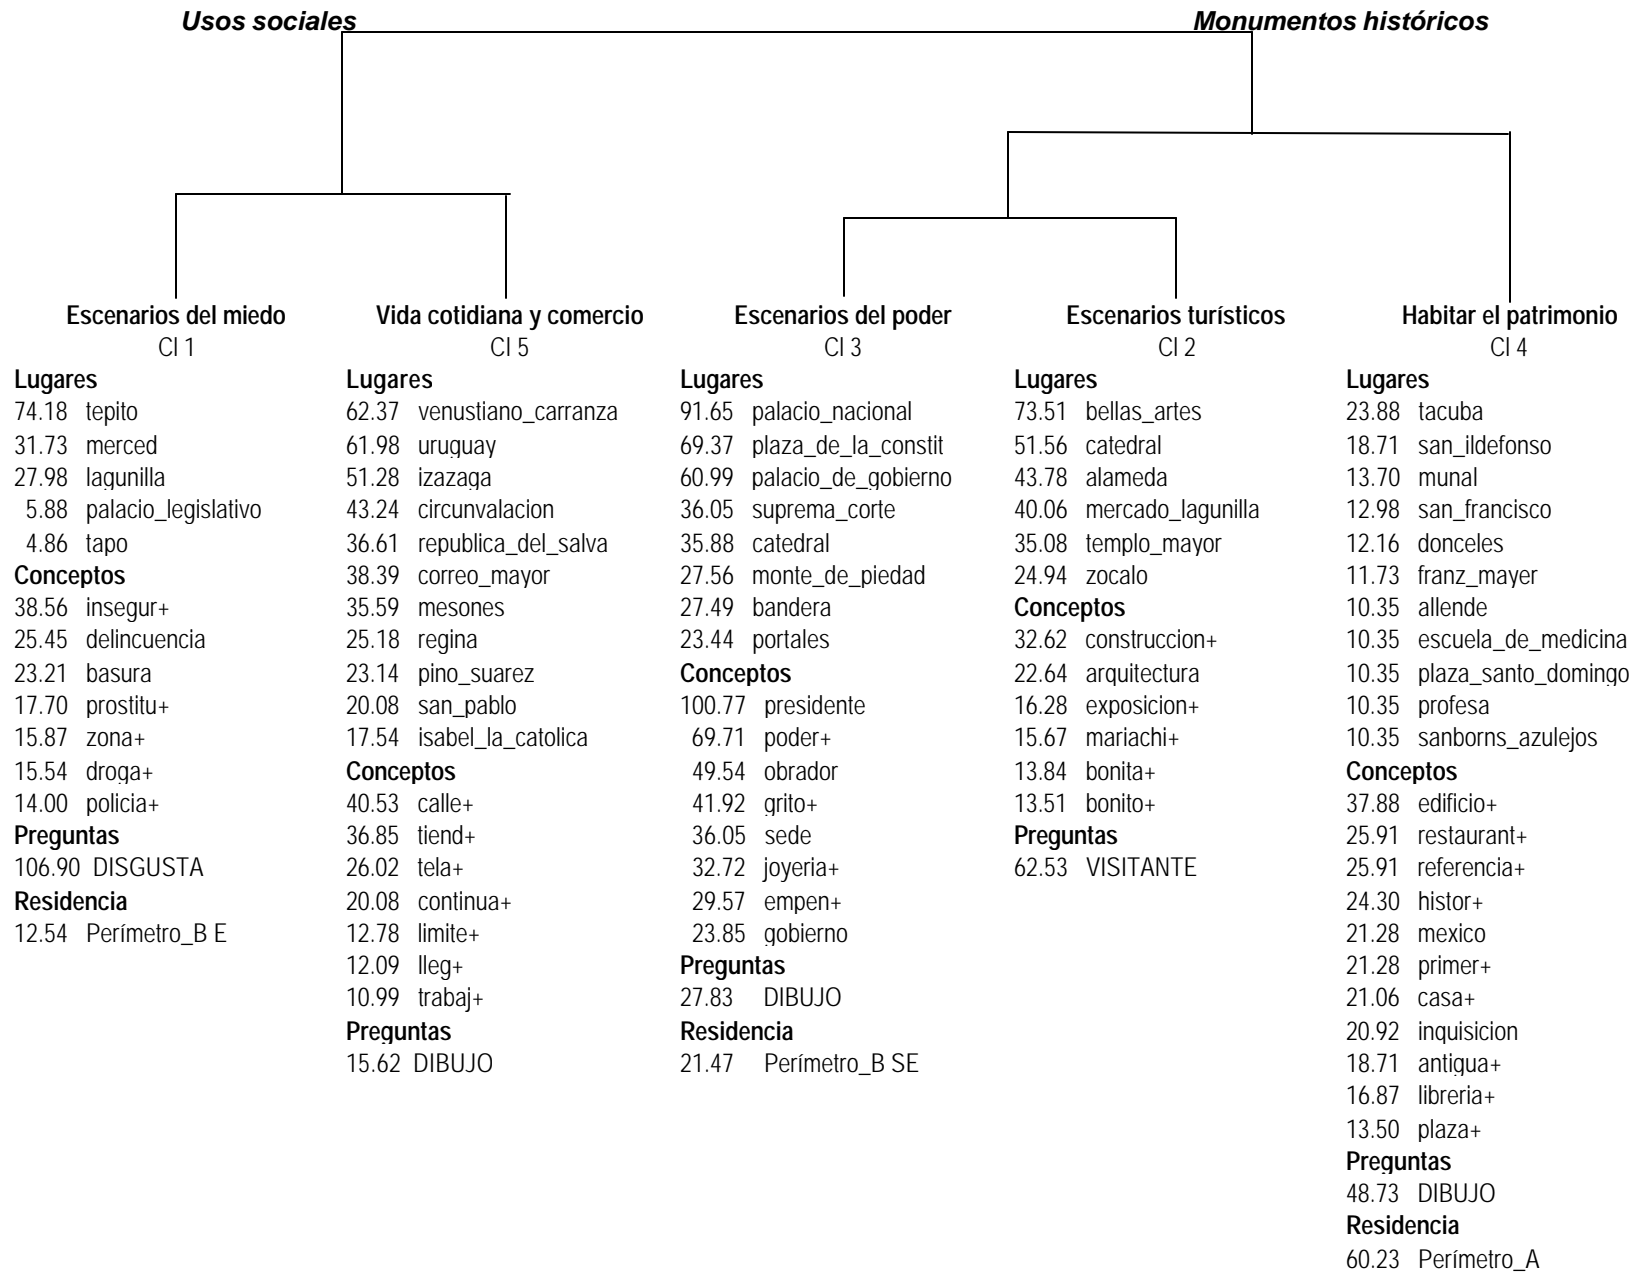 Usos sociales
Monumentos históricos
Escenarios del miedo
Cl 1
Lugares
74.18 tepito
31.73 merced
27.98 lagunilla
5.88 palacio_legislativo
4.86 tapo
Conceptos
38.56 insegur+
25.45 delincuencia
23.21 basura
17.70 prostitu+
15.87 zona+
15.54 droga+
14.00 policia+
Preguntas
106.90 DISGUSTA
Residencia
12.54 Perímetro_B E
Vida cotidiana y comercio
Cl 5
Lugares
62.37 venustiano_carranza
61.98 uruguay
51.28 izazaga
43.24 circunvalacion
36.61 republica_del_salva
38.39 correo_mayor
35.59 mesones
25.18 regina
23.14 pino_suarez
20.08 san_pablo
17.54 isabel_la_catolica
Conceptos
40.53 calle+
36.85 tiend+
26.02 tela+
20.08 continua+
12.78 limite+
12.09 lleg+
10.99 trabaj+
Preguntas
15.62 DIBUJO
Escenarios del poder
Cl 3
Lugares
91.65 palacio_nacional
69.37 plaza_de_la_constit
60.99 palacio_de_gobierno
36.05 suprema_corte
35.88 catedral
27.56 monte_de_piedad
27.49 bandera
23.44 portales
Conceptos
100.77 presidente
69.71 poder+
49.54 obrador
41.92 grito+
36.05 sede
32.72 joyeria+
29.57 empen+
23.85 gobierno
Preguntas
27.83 DIBUJO
Residencia
21.47 Perímetro_B SE
Escenarios turísticos
Cl 2
Lugares
73.51 bellas_artes
51.56 catedral
43.78 alameda
40.06 mercado_lagunilla
35.08 templo_mayor
24.94 zocalo
Conceptos
32.62 construccion+
22.64 arquitectura
16.28 exposicion+
15.67 mariachi+
13.84 bonita+
13.51 bonito+
Preguntas
62.53 VISITANTE
Habitar el patrimonio
Cl 4
Lugares
23.88 tacuba
18.71 san_ildefonso
13.70 munal
12.98 san_francisco
12.16 donceles
11.73 franz_mayer
10.35 allende
10.35 escuela_de_medicina
10.35 plaza_santo_domingo
10.35 profesa
10.35 sanborns_azulejos
Conceptos
37.88 edificio+
25.91 restaurant+
25.91 referencia+
24.30 histor+
21.28 mexico
21.28 primer+
21.06 casa+
20.92 inquisicion
18.71 antigua+
16.87 libreria+
13.50 plaza+
Preguntas
48.73 DIBUJO
Residencia
60.23 Perímetro_A